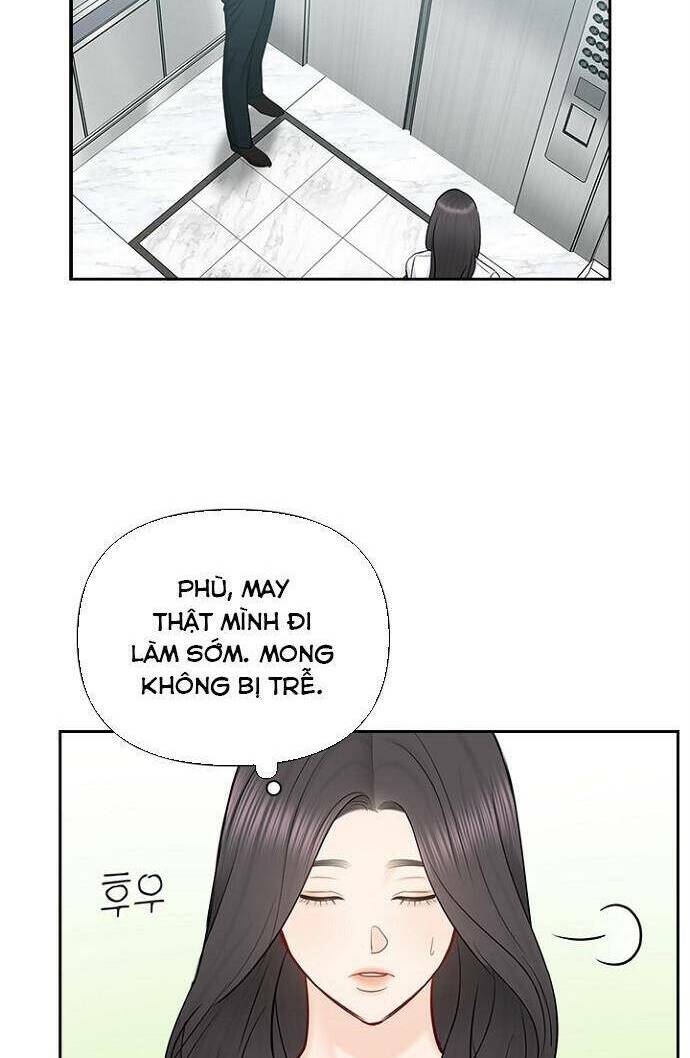 PHÙ, MAY
THẬT MÌNH ĐI
LÀM SỚM. MONG
KHÔNG BỊ TRỄ.
후우